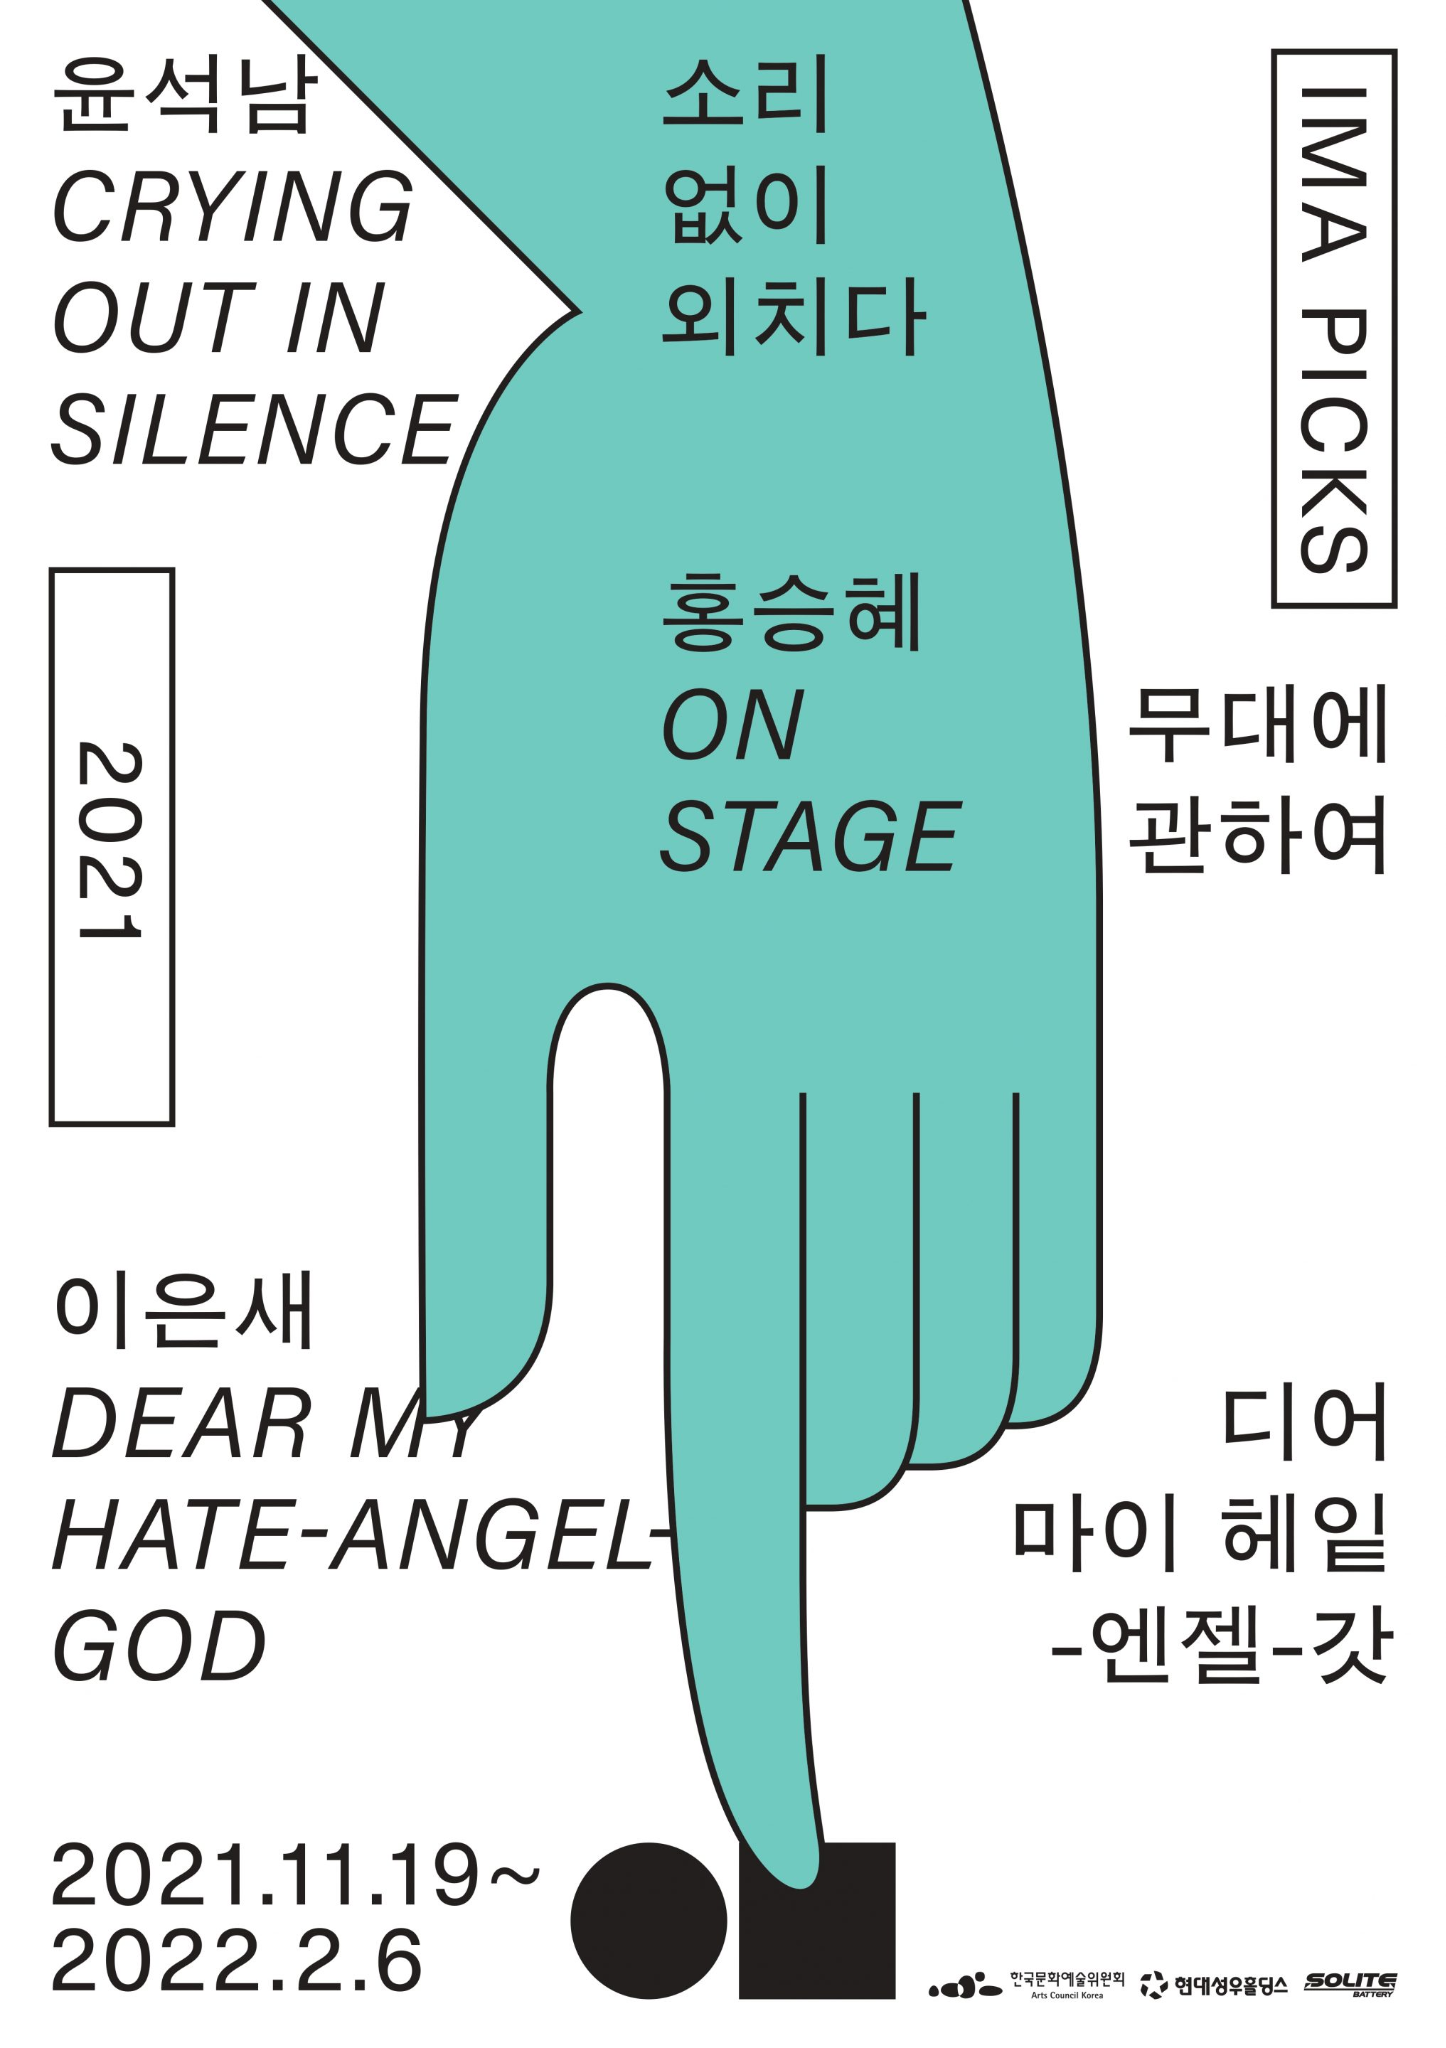 윤석남
CRYING
OUT IN
SILENCE
소리
없이
외치다
IMA PICKS
2021
홍승혜
ON
STAGE
무대에
관하여
이은새
DEAR MY
HATE-ANGEL-
GOD
디어
마이 헤잍
-엔젤-갓
2021.11.19~
2022.2.6
한국문화예술위원회
Arts Council Korea
현대성우홀딩스
SOLITE
BATTERY